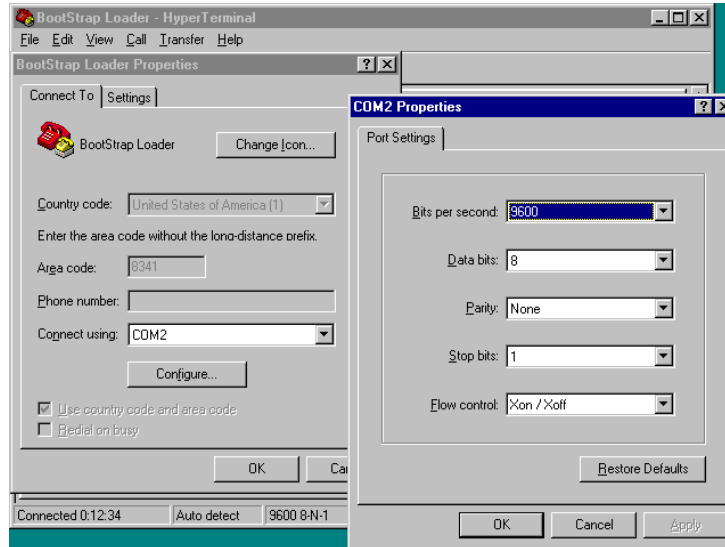 BootStrap Loader - HyperTerminal
File Edit View Call Transfer Help
BootStrap Loader Properties
Connect To
Settings
BootStrap Loader
Change Icon...
Country code: United States of America (1)
Enter the area code without the long-distance prefix.
Area code: 8341
Phone number:
Connect using: COM2
Configure...
Use country code and area code
Redial on busy
OK
Ca
Connected 0:12:34
Auto detect
9600 8-N-1
COM2 Properties
Port Settings
Bits per second: 9600
Data bits: 8
Parity: None
Stop bits: 1
Flow control: Xon / Xoff
Restore Defaults
OK
Cancel
Apply